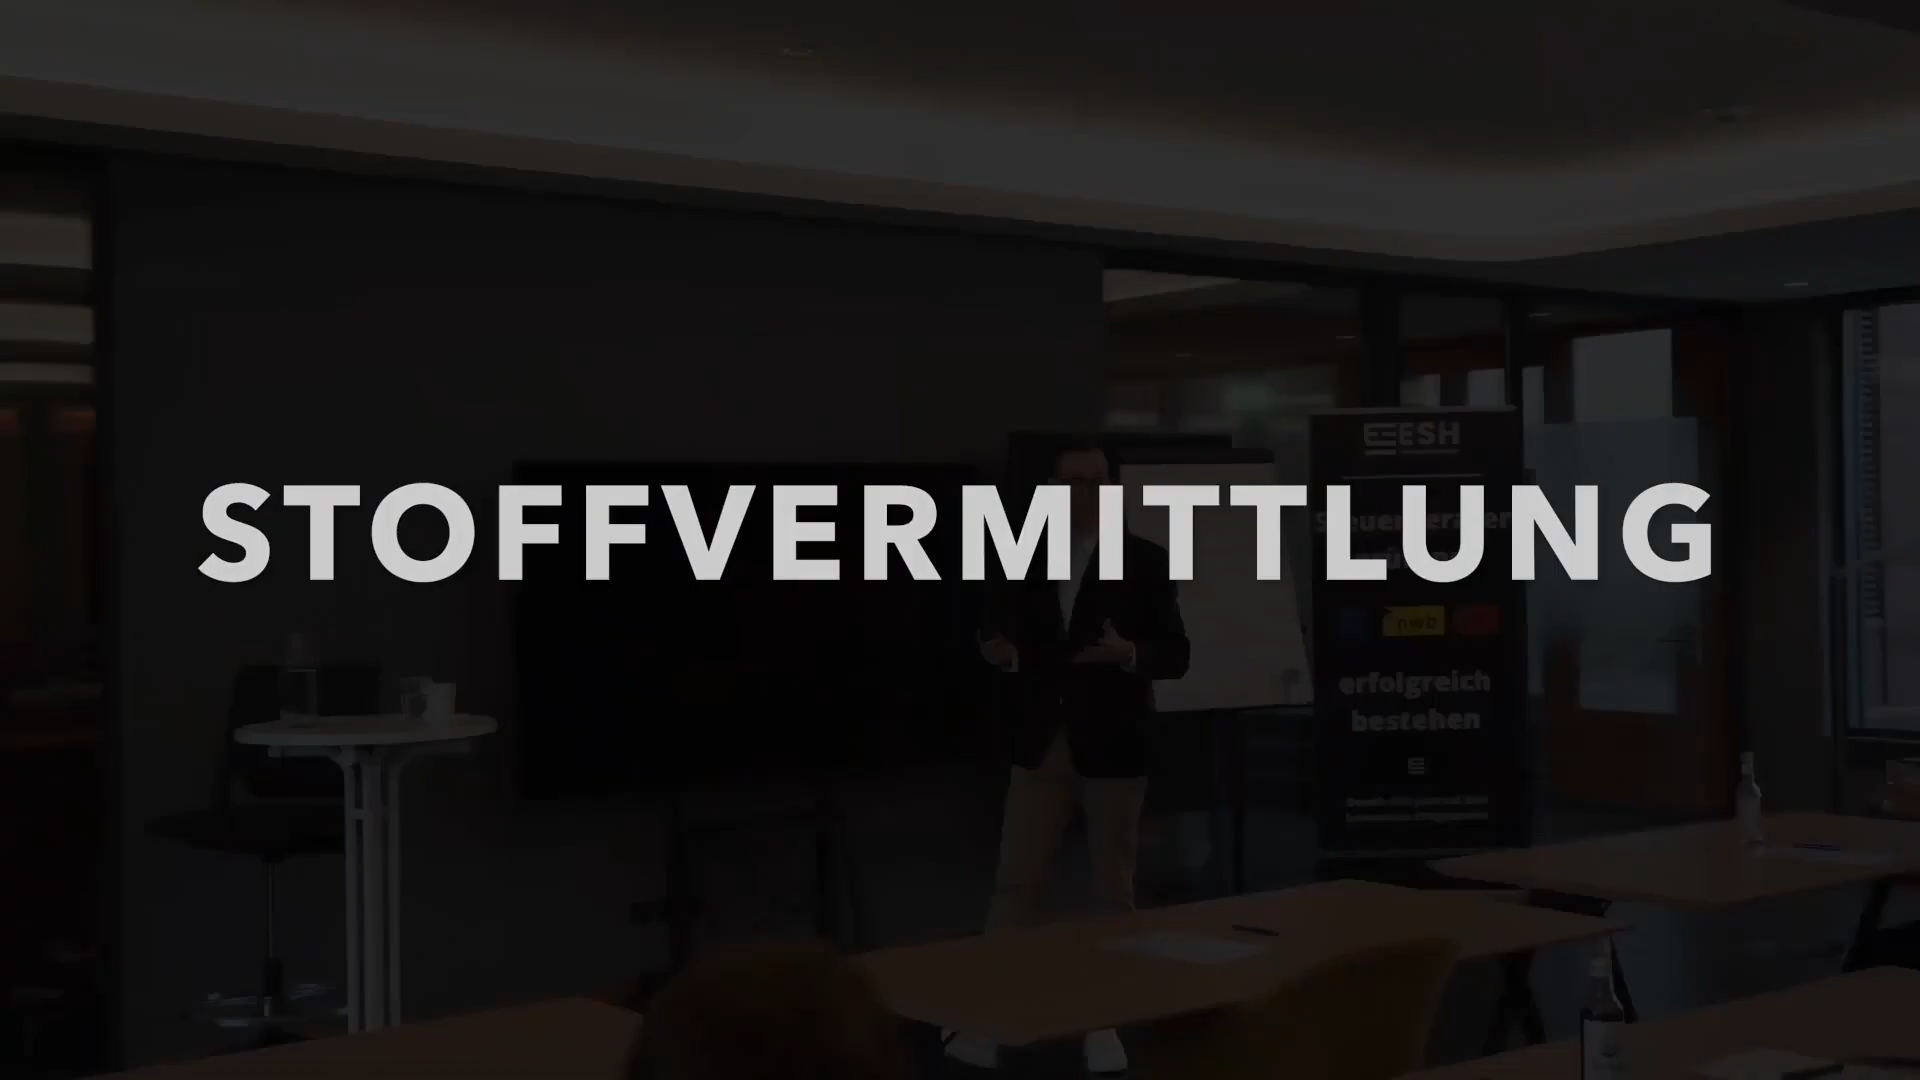 STOFFVERMITTLUNG
ESH
nwb
erfolgreich
bestehen